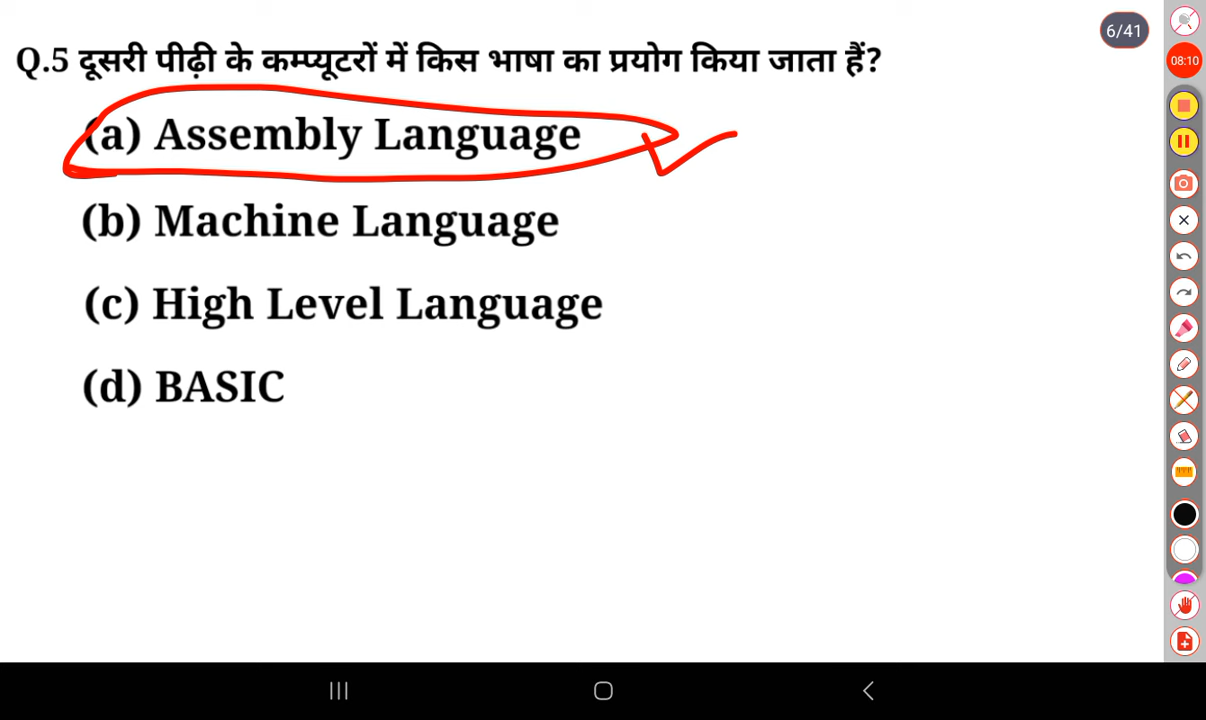 6/41
Q.5 दूसरी पीढ़ी के कम्प्यूटरों में किस भाषा का प्रयोग किया जाता हैं?
08:10
(a) Assembly Language
(b) Machine Language
(c) High Level Language
(d) BASIC